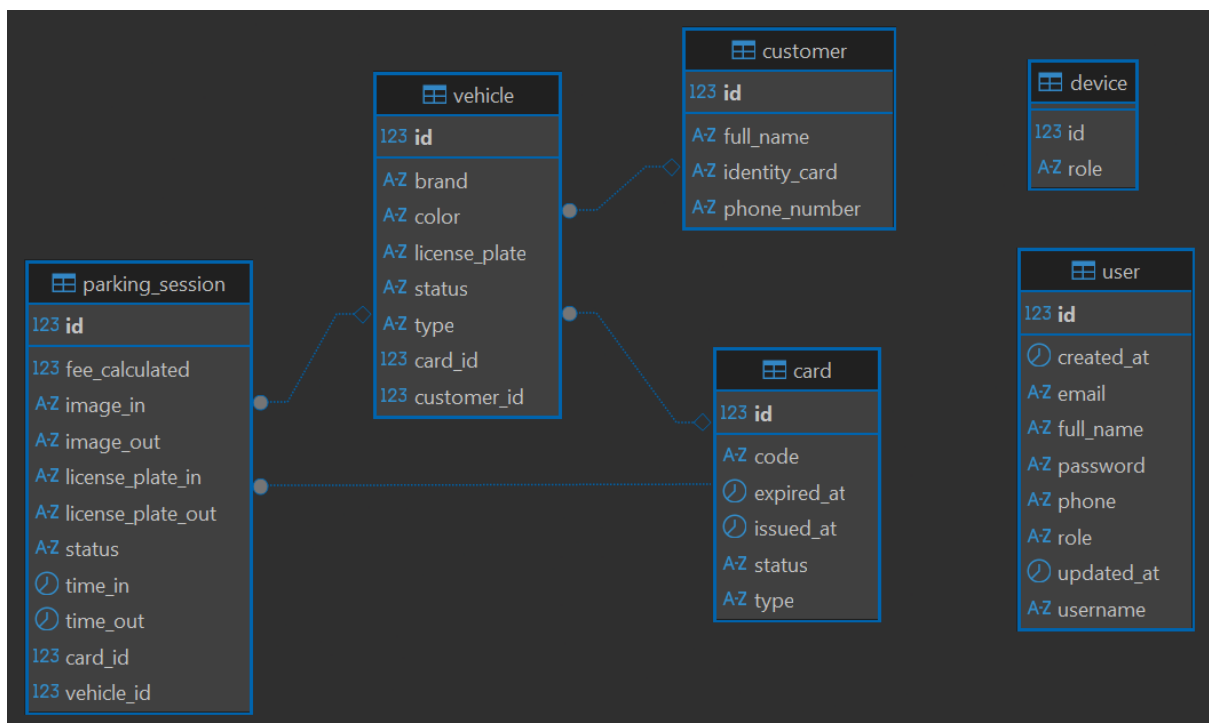 customer
123 id
A-Z full_name
A-Z identity_card
A-Z phone_number
device
123 id
A-Z role
vehicle
123 id
A-Z brand
A-Z color
A-Z license_plate
A-Z status
A-Z type
123 card_id
123 customer_id
parking_session
123 id
123 fee_calculated
A-Z image_in
A-Z image_out
A-Z license_plate_in
A-Z license_plate_out
A-Z status
time_in
time_out
123 card_id
123 vehicle_id
card
123 id
A-Z code
expired_at
issued_at
A-Z status
A-Z type
user
123 id
created_at
A-Z email
A-Z full_name
A-Z password
A-Z phone
A-Z role
updated_at
A-Z username